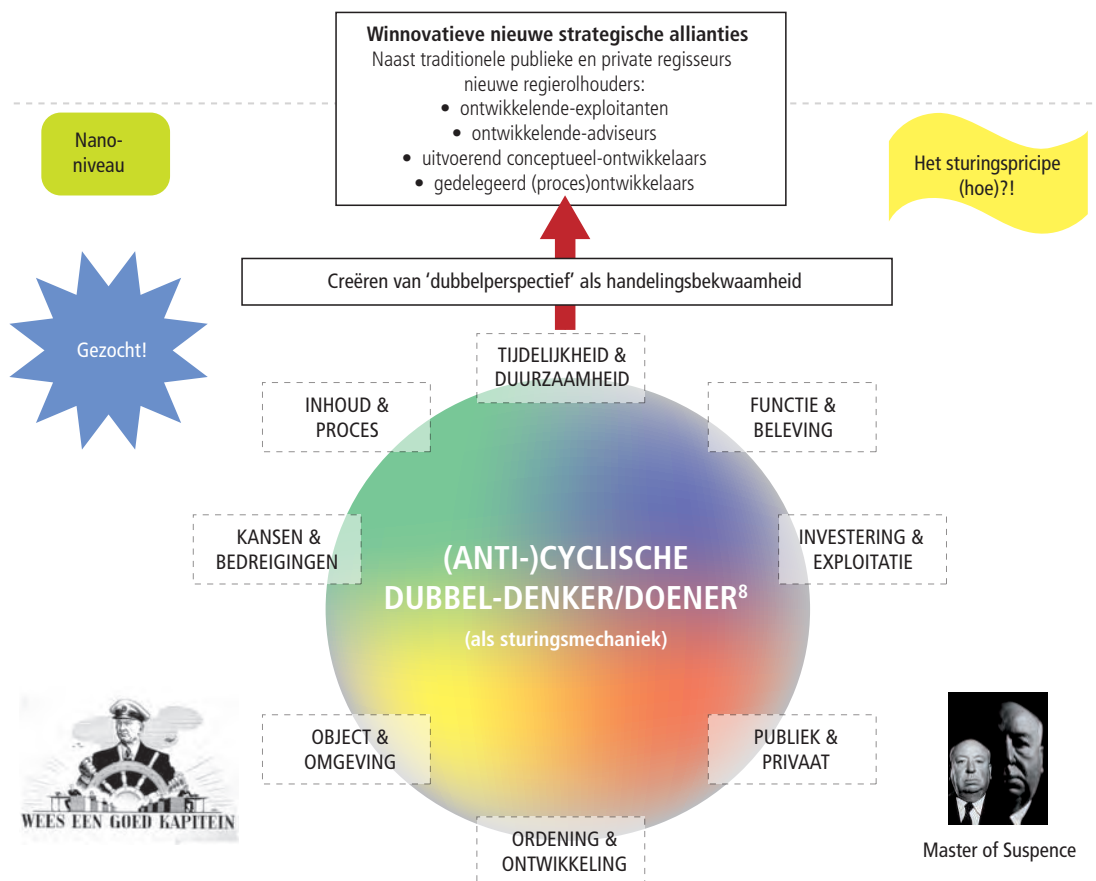 Winnovatieve nieuwe strategische allianties
Naast traditionele publieke en private regisseurs
nieuwe regierolhouders:
• ontwikkelende-exploitanten
• ontwikkelende-adviseurs
• uitvoerend conceptueel-ontwikkelaars
• gedelegeerd (proces)ontwikkelaars
Nano-
niveau
Het sturingspricipe
(hoe)?!
Creëren van ‘dubbelperspectief’ als handelingsbekwaamheid
Gezocht!
TIJDELIJKHEID &
DUURZAAMHEID
INHOUD &
PROCES
FUNCTIE &
BELEVING
KANSEN &
BEDREIGINGEN
INVESTERING &
EXPLOITATIE
(ANTI-)CYCLISCHE
DUBBEL-DENKER/DOENER⁸
(als sturingsmechaniek)
OBJECT &
OMGEVING
PUBLIEK &
PRIVAAT
ORDENING &
ONTWIKKELING
WEES EEN GOED KAPITEIN
Master of Suspence